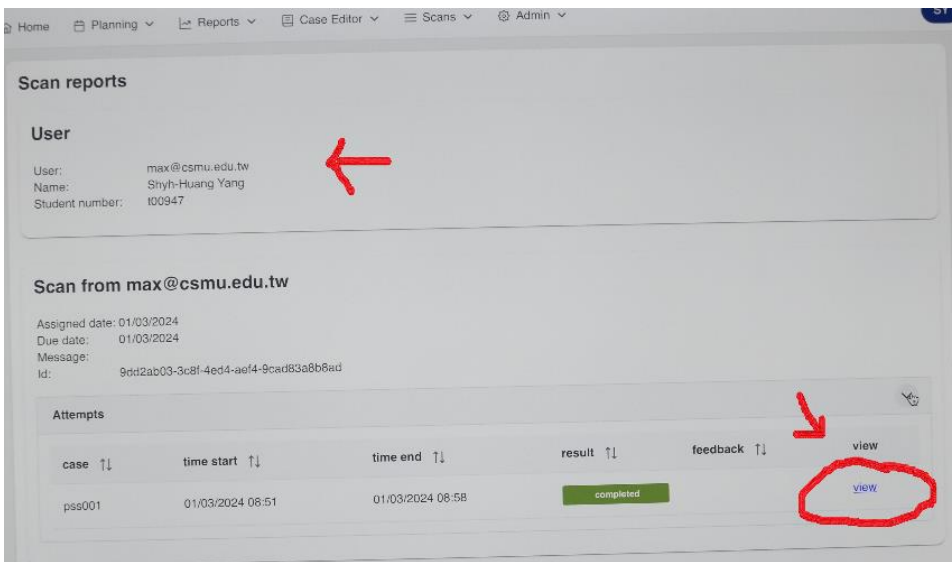 Home Planning Reports Case Editor Scans Admin
Scan reports
User
User: max@csmu.edu.tw
Name: Shyh-Huang Yang
Student number: t00947
Scan from max@csmu.edu.tw
Assigned date: 01/03/2024
Due date: 01/03/2024
Message:
Id: 9dd2ab03-3c8f-4ed4-aef4-9cad83a8b8ad
Attempts
case time start time end result feedback view
pss001 01/03/2024 08:51 01/03/2024 08:58 completed view